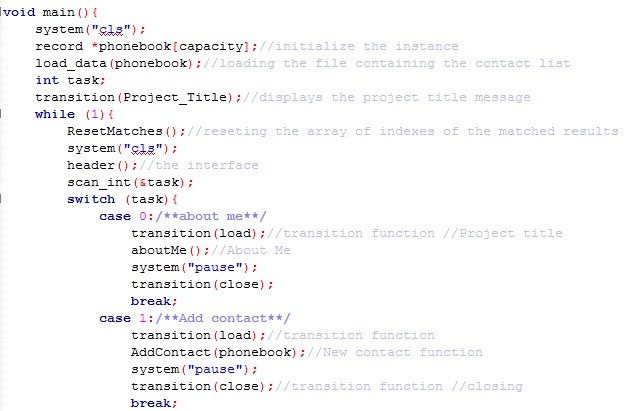 void main(){
    system("cls");
    record *phonebook[capacity];//initialize the instance
    load_data(phonebook);//loading the file containing the contact list
    int task;
    transition(Project_Title);//displays the project title message
    while (1){
        ResetMatches();//reseting the array of indexes of the matched results
        system("cls");
        header();//the interface
        scan_int(&task);
        switch (task){
            case 0:/**about me**/
                transition(load);//transition function //Project title
                aboutMe();//About Me
                system("pause");
                transition(close);
                break;
            case 1:/**Add contact**/
                transition(load);//transition function
                AddContact(phonebook);//New contact function
                system("pause");
                transition(close);//transition function //closing
                break;